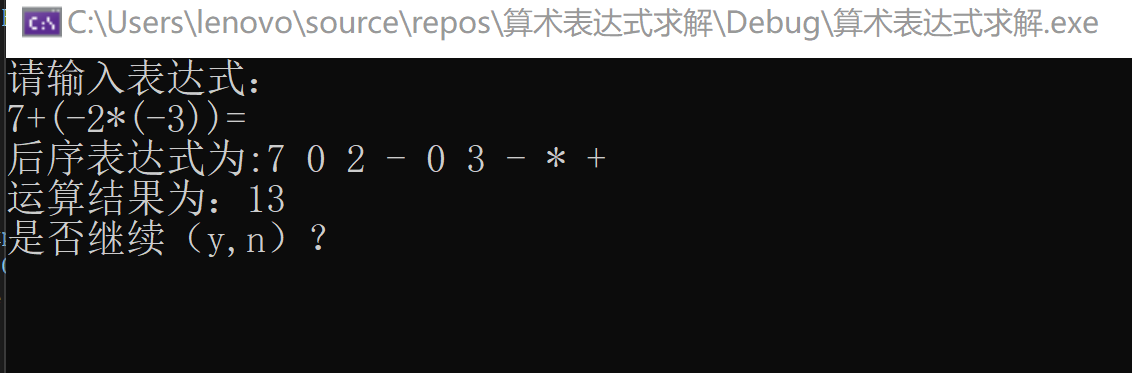 C:\Users\lenovo\source\repos\算术表达式求解\Debug\算术表达式求解.exe
请输入表达式：
7+(-2*(-3))=
后序表达式为:7 0 2 - 0 3 - * +
运算结果为：13
是否继续（y,n）？